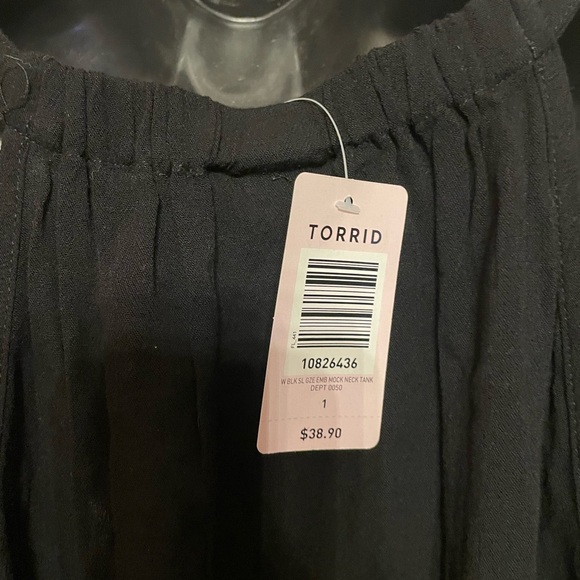 TORRID
10826436
W BLK SL GZE EMB MOCK NECK TANK
DEPT 0050
1
$38.90